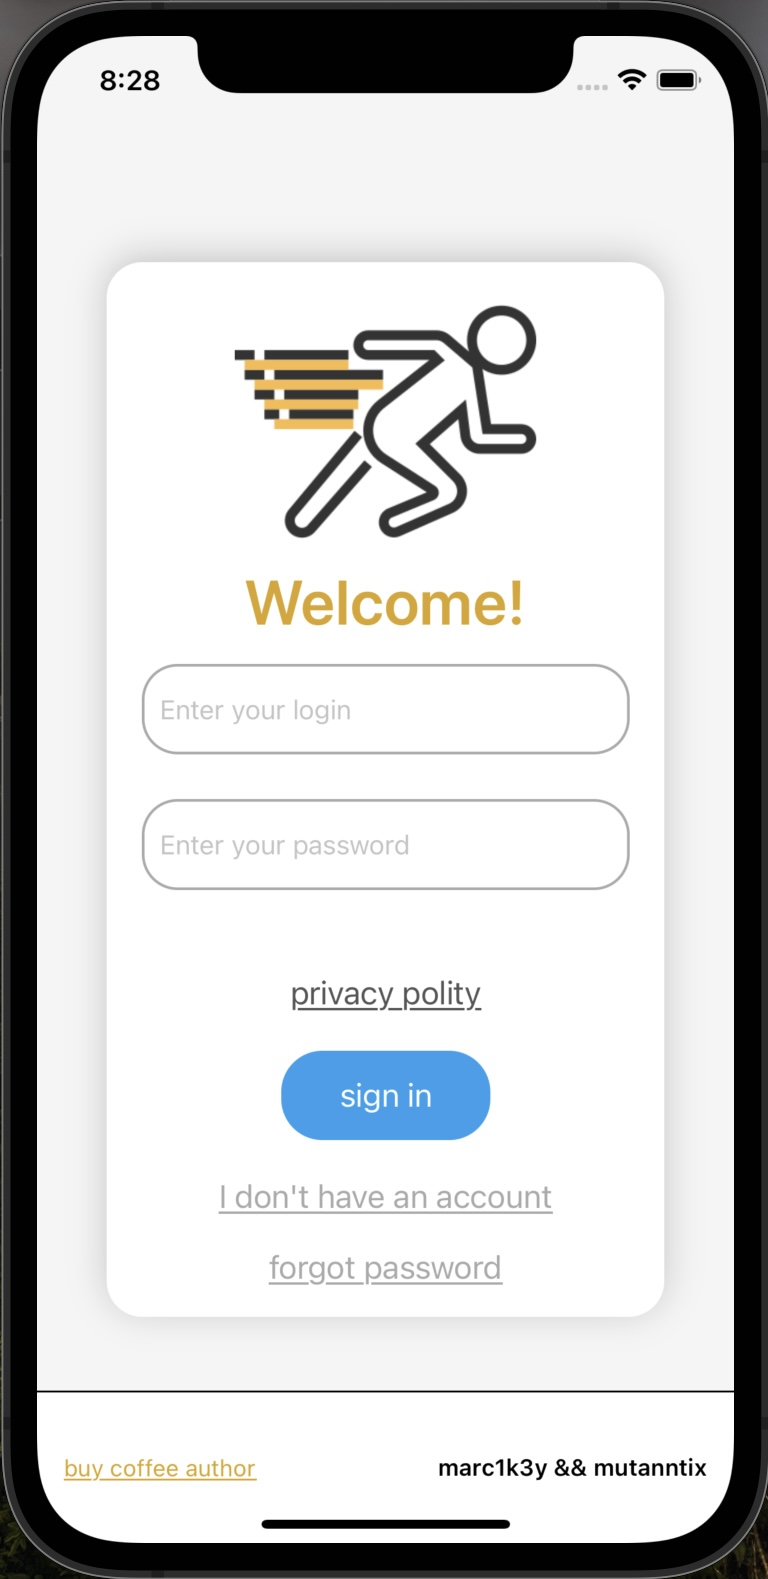 8:28
Welcome!
Enter your login
Enter your password
privacy polity
sign in
I don't have an account
forgot password
buy coffee author
marc1k3y && mutanntix